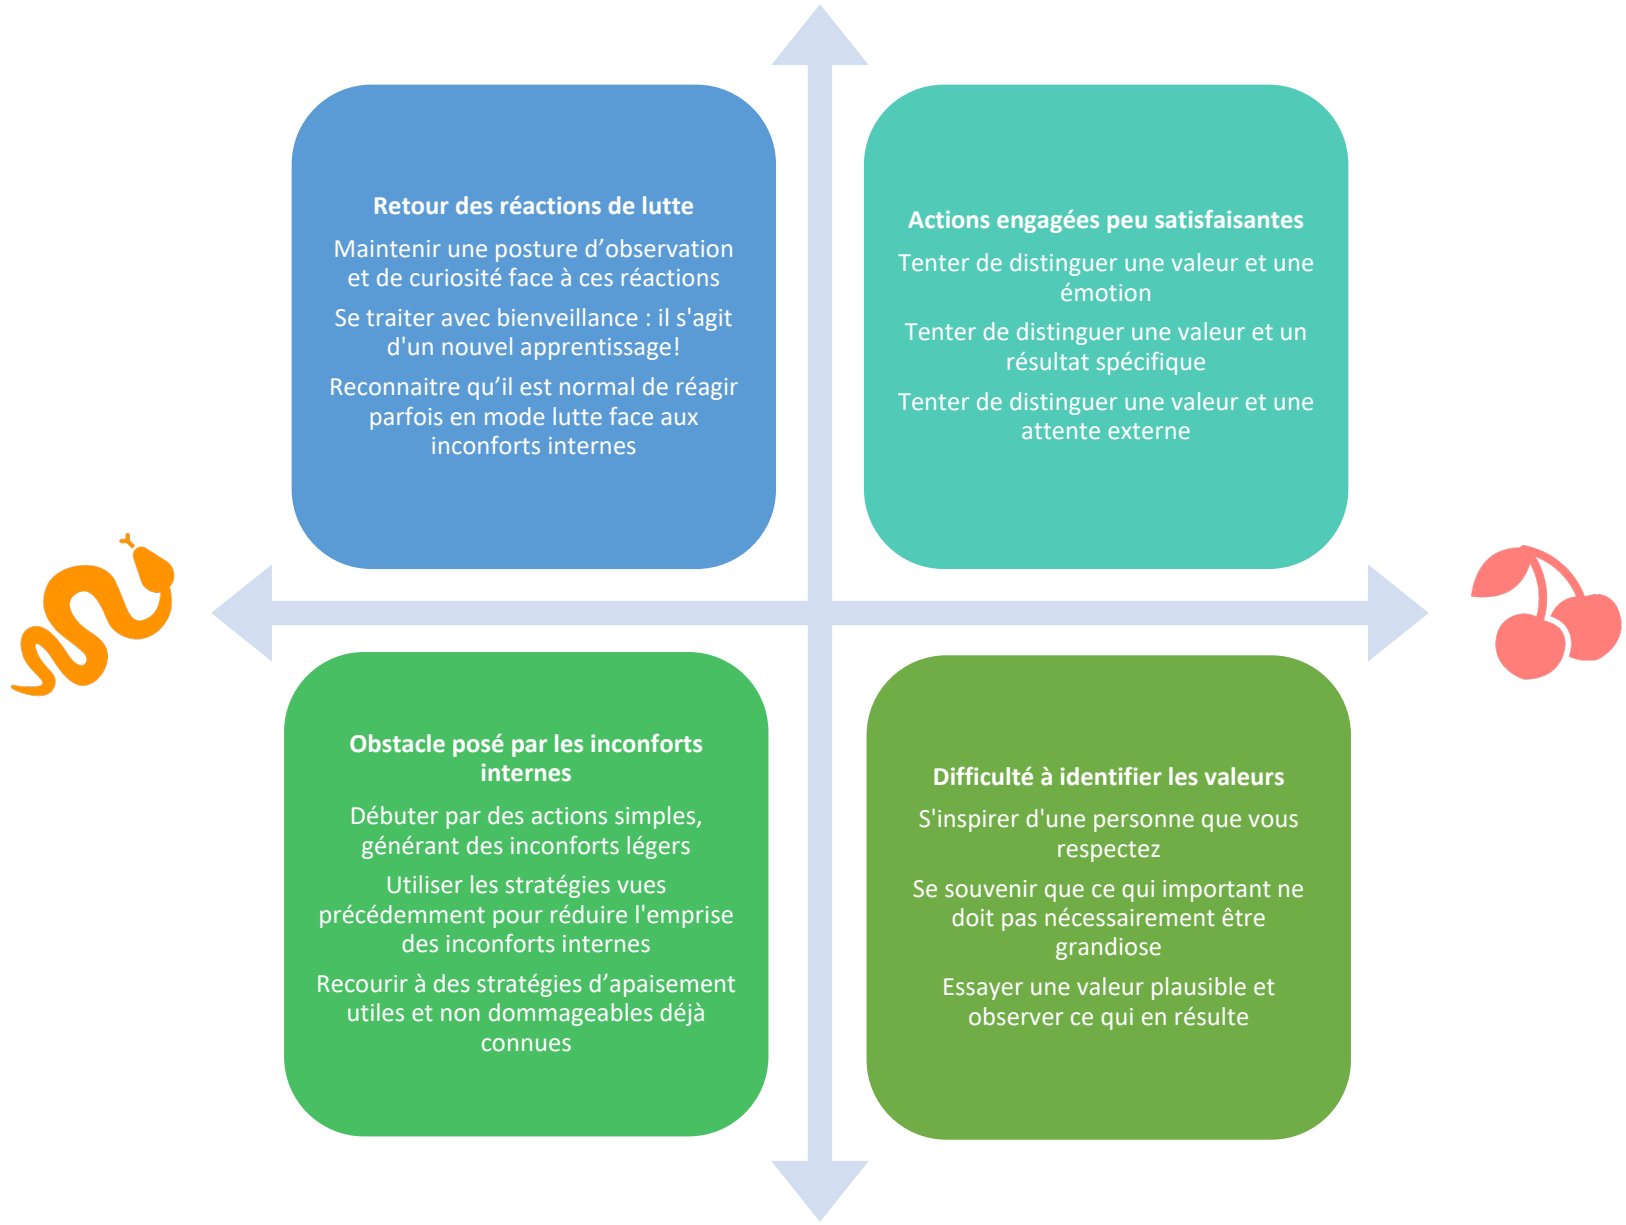 Retour des réactions de lutte
Maintenir une posture d’observation
et de curiosité face à ces réactions
Se traiter avec bienveillance : il s'agit
d'un nouvel apprentissage!
Reconnaitre qu’il est normal de réagir
parfois en mode lutte face aux
inconforts internes
Actions engagées peu satisfaisantes
Tenter de distinguer une valeur et une
émotion
Tenter de distinguer une valeur et un
résultat spécifique
Tenter de distinguer une valeur et une
attente externe
Obstacle posé par les inconforts
internes
Débuter par des actions simples,
générant des inconforts légers
Utiliser les stratégies vues
précédemment pour réduire l'emprise
des inconforts internes
Recourir à des stratégies d’apaisement
utiles et non dommageables déjà
connues
Difficulté à identifier les valeurs
S'inspirer d'une personne que vous
respectez
Se souvenir que ce qui important ne
doit pas nécessairement être
grandiose
Essayer une valeur plausible et
observer ce qui en résulte